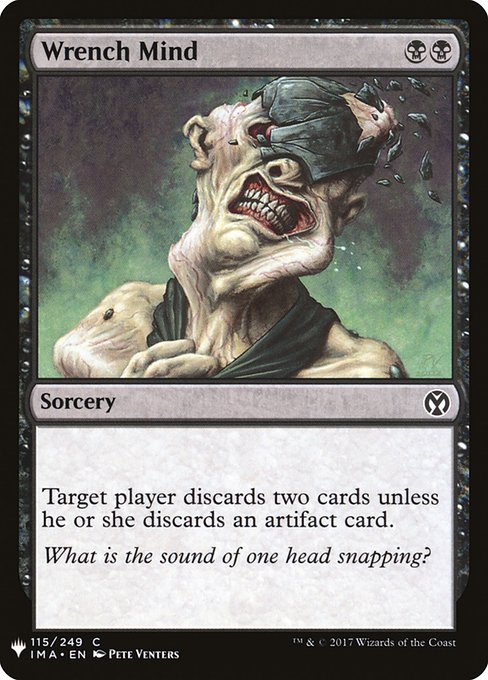 Wrench Mind
Sorcery
Target player discards two cards unless
he or she discards an artifact card.
What is the sound of one head snapping?
115/249 C
IMA • EN Pete Venters
™ & © 2017 Wizards of the Coast